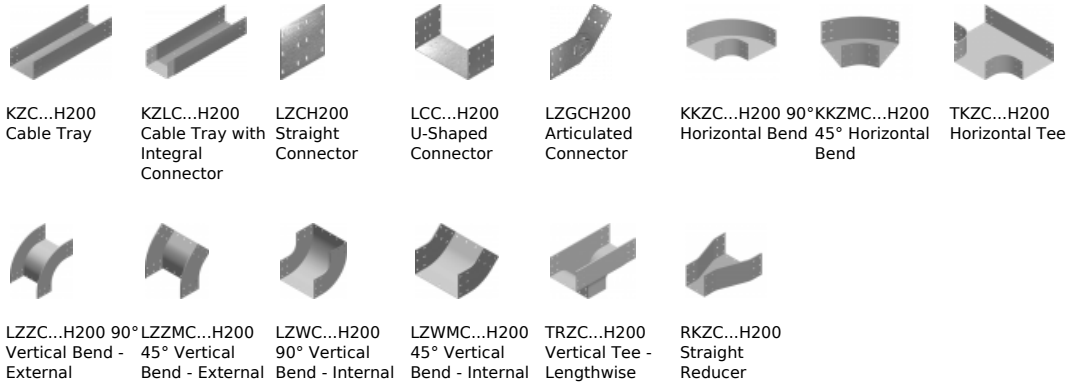 KZC...H200
Cable Tray
KZLC...H200
Cable Tray with
Integral
Connector
LZCH200
Straight
Connector
LCC...H200
U-Shaped
Connector
LZGCH200
Articulated
Connector
KKZC...H200 90°
Horizontal Bend
KKZMC...H200
45° Horizontal
Bend
TKZC...H200
Horizontal Tee
LZZC...H200 90°
Vertical Bend -
External
LZZMC...H200
45° Vertical
Bend - External
LZWC...H200
90° Vertical
Bend - Internal
LZWMC...H200
45° Vertical
Bend - Internal
TRZC...H200
Vertical Tee -
Lengthwise
RKZC...H200
Straight
Reducer